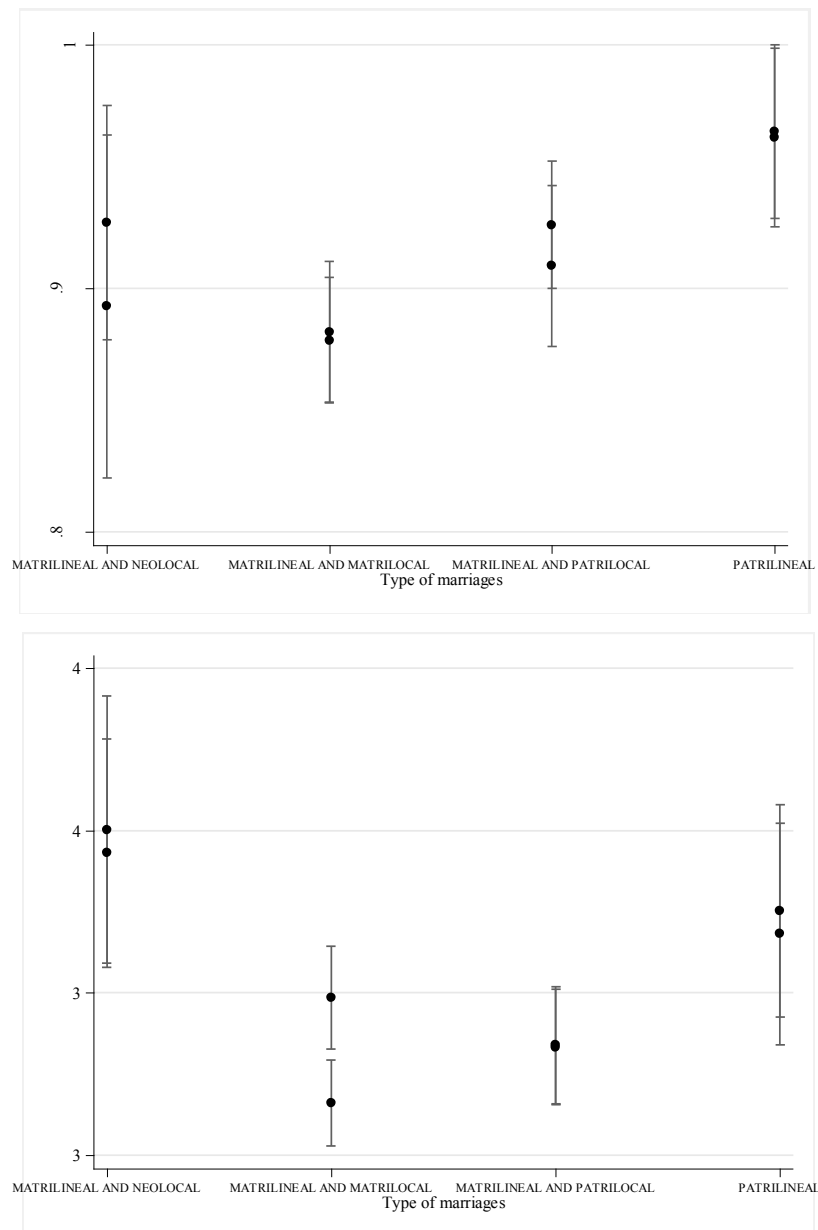 1
.9
.8
MATRILINEAL AND NEOLOCAL MATRILINEAL AND MATRILOCAL MATRILINEAL AND PATRILOCAL PATRILINEAL
Type of marriages
4
4
3
3
MATRILINEAL AND NEOLOCAL MATRILINEAL AND MATRILOCAL MATRILINEAL AND PATRILOCAL PATRILINEAL
Type of marriages